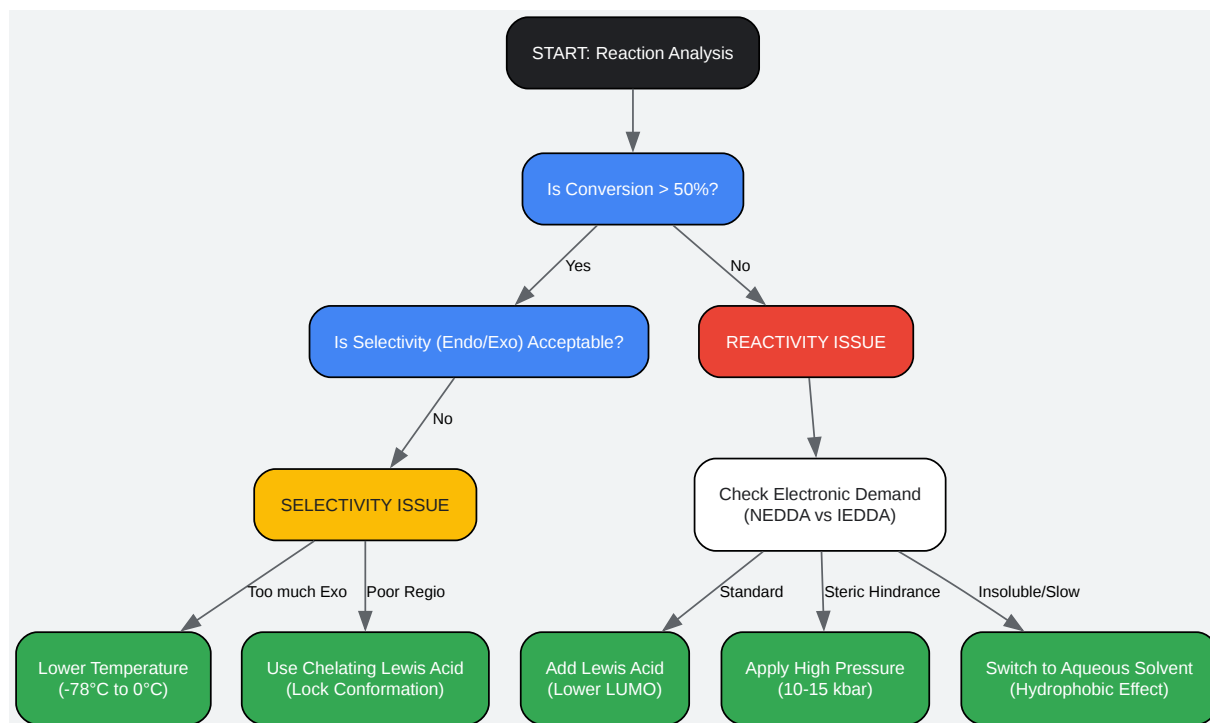 START: Reaction Analysis
Is Conversion > 50%?
Yes
No
Is Selectivity (Endo/Exo) Acceptable?
REACTIVITY ISSUE
No
SELECTIVITY ISSUE
Check Electronic Demand
(NEDDA vs IEDDA)
Too much Exo
Poor Regio
Standard
Steric Hindrance
Insoluble/Slow
Lower Temperature
(-78°C to 0°C)
Use Chelating Lewis Acid
(Lock Conformation)
Add Lewis Acid
(Lower LUMO)
Apply High Pressure
(10-15 kbar)
Switch to Aqueous Solvent
(Hydrophobic Effect)